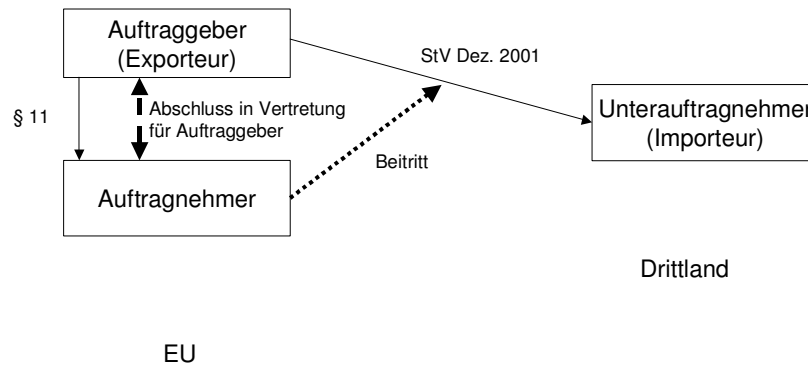 Auftraggeber
(Exporteur)
StV Dez. 2001
§ 11
Abschluss in Vertretung
für Auftraggeber
Unterauftragnehmer
(Importeur)
Beitritt
Auftragnehmer
Drittland
EU